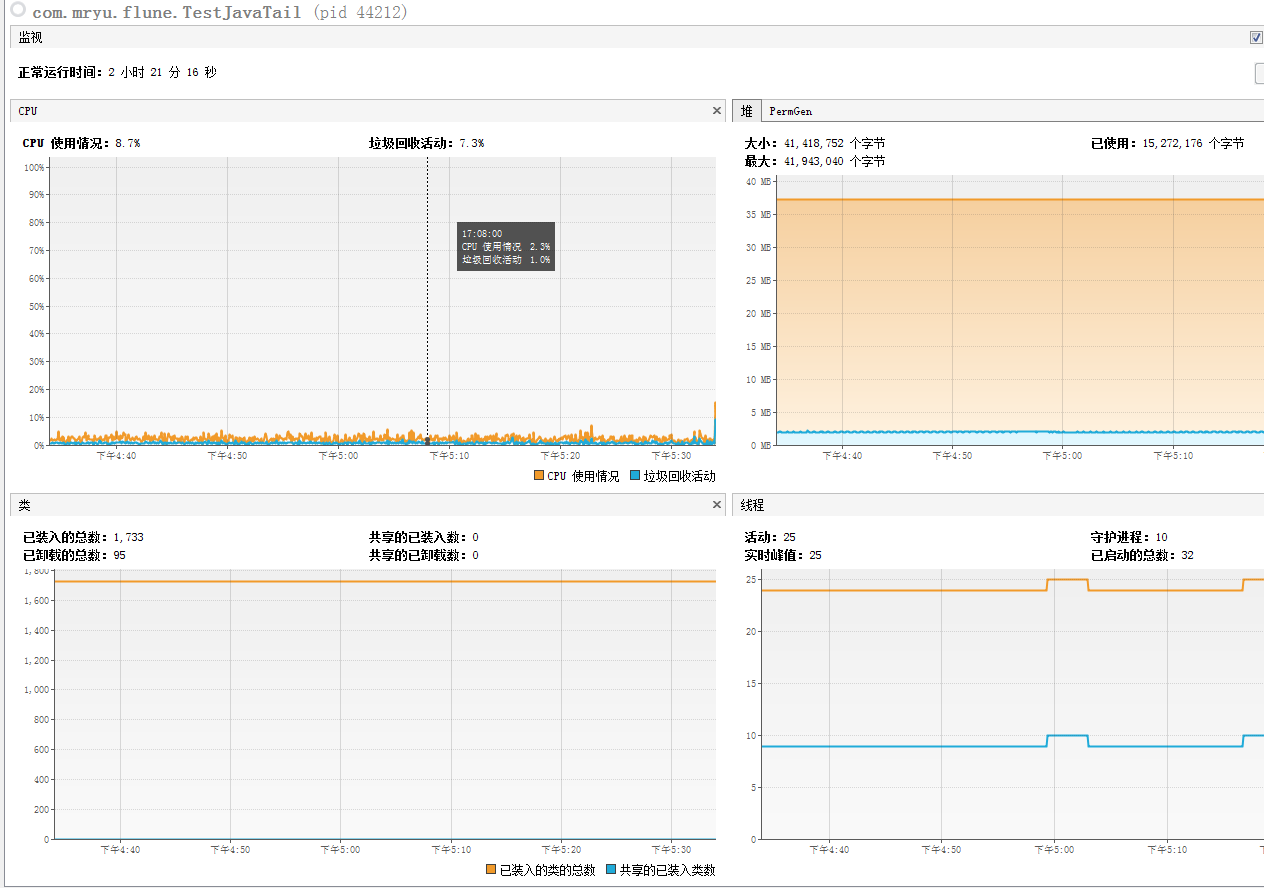 com.mryu.flune.TestJavaTail (pid 44212)
监视
正常运行时间: 2 小时 21 分 16 秒
CPU
CPU 使用情况: 8.7%
垃圾回收活动: 7.3%
100%
90%
80%
70%
60%
50%
40%
30%
20%
10%
0%
17:08:00
CPU 使用情况 2.3%
垃圾回收活动 1.0%
下午4:40 下午4:50 下午5:00 下午5:10 下午5:20 下午5:30
CPU 使用情况 垃圾回收活动
堆 PermGen
大小: 41,418,752 个字节
已使用: 15,272,176 个字节
最大: 41,943,040 个字节
40 MB
35 MB
30 MB
25 MB
20 MB
15 MB
10 MB
5 MB
0 MB
下午4:40 下午4:50 下午5:00 下午5:10
类
已装入的总数: 1,733
共享的已装入数: 0
已卸载的总数: 95
共享的已卸载数: 0
1,800
1,600
1,400
1,200
1,000
800
600
400
200
0
下午4:40 下午4:50 下午5:00 下午5:10 下午5:20 下午5:30
已装入的类的总数 共享的已装入类数
线程
活动: 25
守护进程: 10
实时峰值: 25
已启动的总数: 32
25
20
15
10
5
0
下午4:40 下午4:50 下午5:00 下午5:10